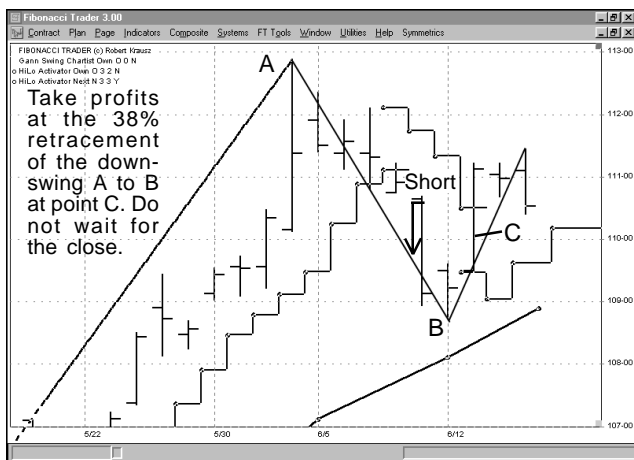 Fibonacci Trader 3.00
Contract Plan Page Indicators Composite Systems FT Tools Window Utilities Help Symmetrics
FIBONACCI TRADER (c) Robert Krausz
Gann Swing Chartist Own O 0 N
HiLo Activator Own O 3 2 N
HiLo Activator Next N 3 3 Y
Take profits
at the 38%
retracement
of the down-
swing A to B
at point C. Do
not wait for
the close.
A
Short
C
B
113-00
112-00
111-00
110-00
109-00
108-00
107-00
5/22
5/30
6/5
6/12